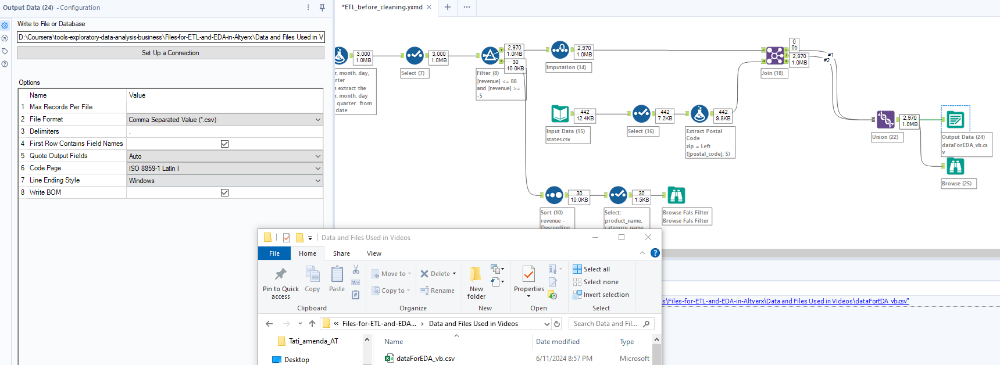 Output Data (24) - Configuration
Write to File or Database
D:\Coursera\tools-exploratory-data-analysis-business\Files-for-ETL-and-EDA-in-Altyerx\Data and Files Used in V
Set Up a Connection
Options
Name Value
1 Max Records Per File
2 File Format Comma Separated Value (*.csv)
3 Delimiters ,
4 First Row Contains Field Names
5 Quote Output Fields Auto
6 Code Page ISO 8859-1 Latin I
7 Line Ending Style Windows
8 Write BOM
*ETL_before_cleaning.yxmd
3,000
1.0MB
r, month, day,
rter
s extract the
r, month, day
quarter from
date
Select (7)
3,000
1.0MB
Filter (8)
[revenue] <= 88
and [revenue] >=
-5
2,970
1.0MB
30
10.0KB
Imputation (14)
2,970
1.0MB
Input Data (15)
states.csv
442
12.4KB
Select (16)
442
7.2KB
Extract Postal
Code
zip = Left
([postal_code], 5)
442
9.8KB
Join (18)
0
0b
2,970
1.0MB
#1
#2
Union (22)
2,970
1.0MB
Output Data (24)
dataForEDA_vb.cs
v
Browse (25)
Sort (10)
revenue -
Descending
30
10.0KB
Select:
product_name,
category_name
30
1.5KB
Browse Fals Filter
Browse Fals Filter
Data and Files Used in Videos
File Home Share View
Pin to Quick
access
Copy
Paste
Clipboard
Move to
Copy to
Delete
Rename
Organize
New
folder
New
Properties
Open
Select all
Select none
Invert selection
Select
« Files-for-ETL-and-EDA... › Data and Files Used in Videos
Search Data and Fil...
Tati_amenda_AT
Desktop
Name Date modified Type
dataForEDA_vb.csv 6/11/2024 8:57 PM Microsoft
s\Files-for-ETL-and-EDA-in-Altyerx\Data and Files Used in Videos\dataForEDA_vb.csv"